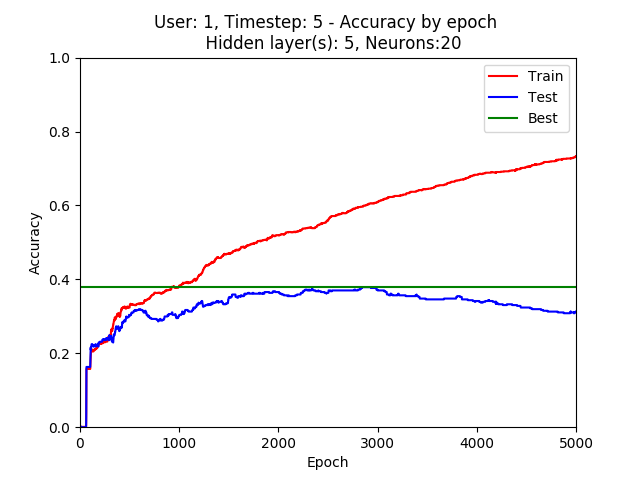 User: 1, Timestep: 5 - Accuracy by epoch
Hidden layer(s): 5, Neurons:20
1.0
0.8
0.6
0.4
0.2
0.0
Accuracy
Train
Test
Best
0 1000 2000 3000 4000 5000
Epoch